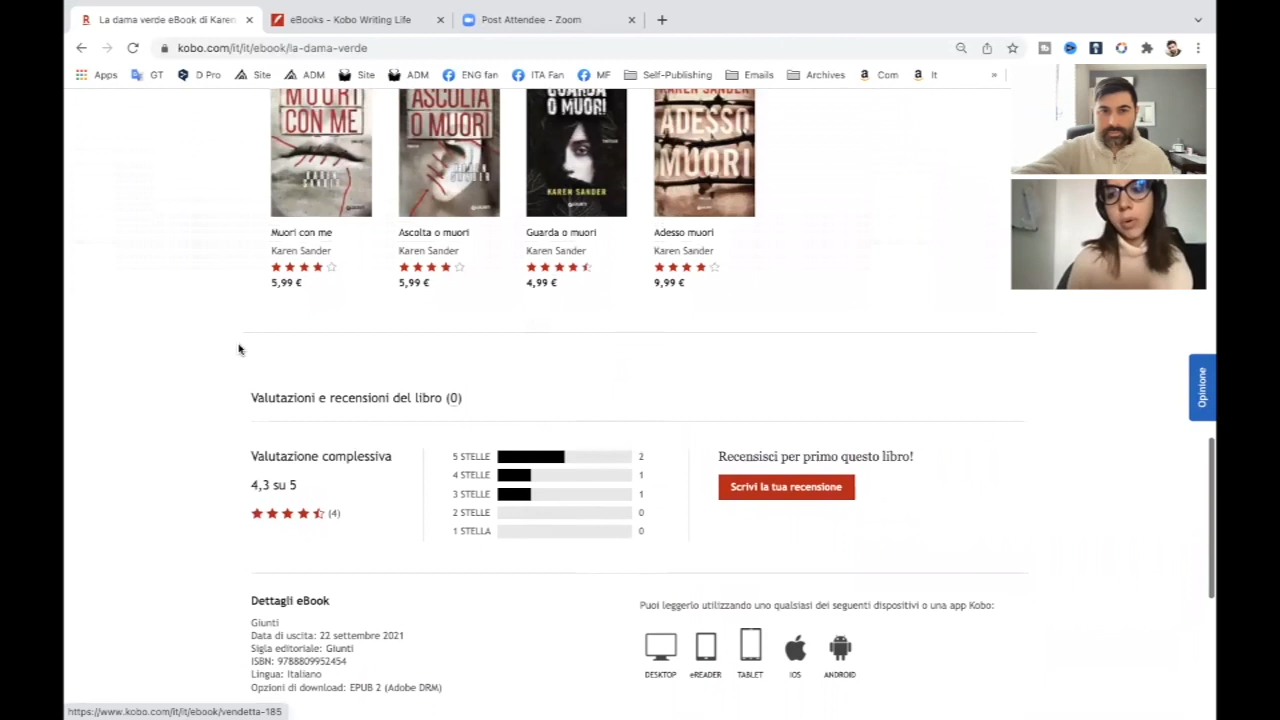 La dama verde eBook di Karen
eBooks - Kobo Writing Life
Post Attendee - Zoom
kobo.com/it/it/ebook/la-dama-verde
Apps GT D Pro Site ADM Site ADM ENG fan ITA Fan MF Self-Publishing Emails Archives Com It »
MUORI CON ME
ASCOLTA O MUORI
GUARDA O MUORI
KAREN SANDER
KAREN SANDER
ADESSO MUORI
Muori con me
Karen Sander
5,99 €
Ascolta o muori
Karen Sander
5,99 €
Guarda o muori
Karen Sander
4,99 €
Adesso muori
Karen Sander
9,99 €
Opinione
Valutazioni e recensioni del libro (0)
Valutazione complessiva
4,3 su 5
(4)
5 STELLE 2
4 STELLE 1
3 STELLE 1
2 STELLE 0
1 STELLA 0
Recensisci per primo questo libro!
Scrivi la tua recensione
Dettagli eBook
Giunti
Data di uscita: 22 settembre 2021
Sigla editoriale: Giunti
ISBN: 9788809952454
Lingua: Italiano
Opzioni di download: EPUB 2 (Adobe DRM)
Puoi leggerlo utilizzando uno qualsiasi dei seguenti dispositivi o una app Kobo:
DESKTOP eREADER TABLET IOS ANDROID
https://www.kobo.com/it/it/ebook/vendetta-185